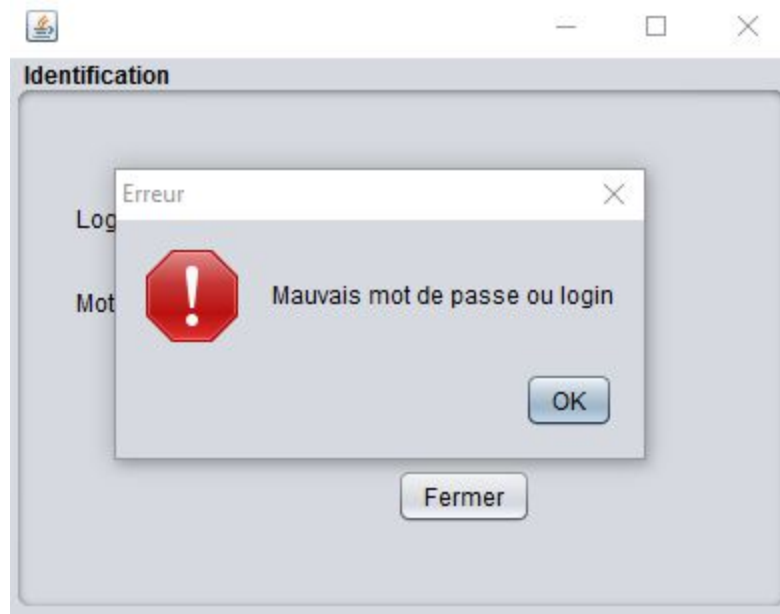 Identification
Erreur
Log
Mauvais mot de passe ou login
Mot
OK
Fermer